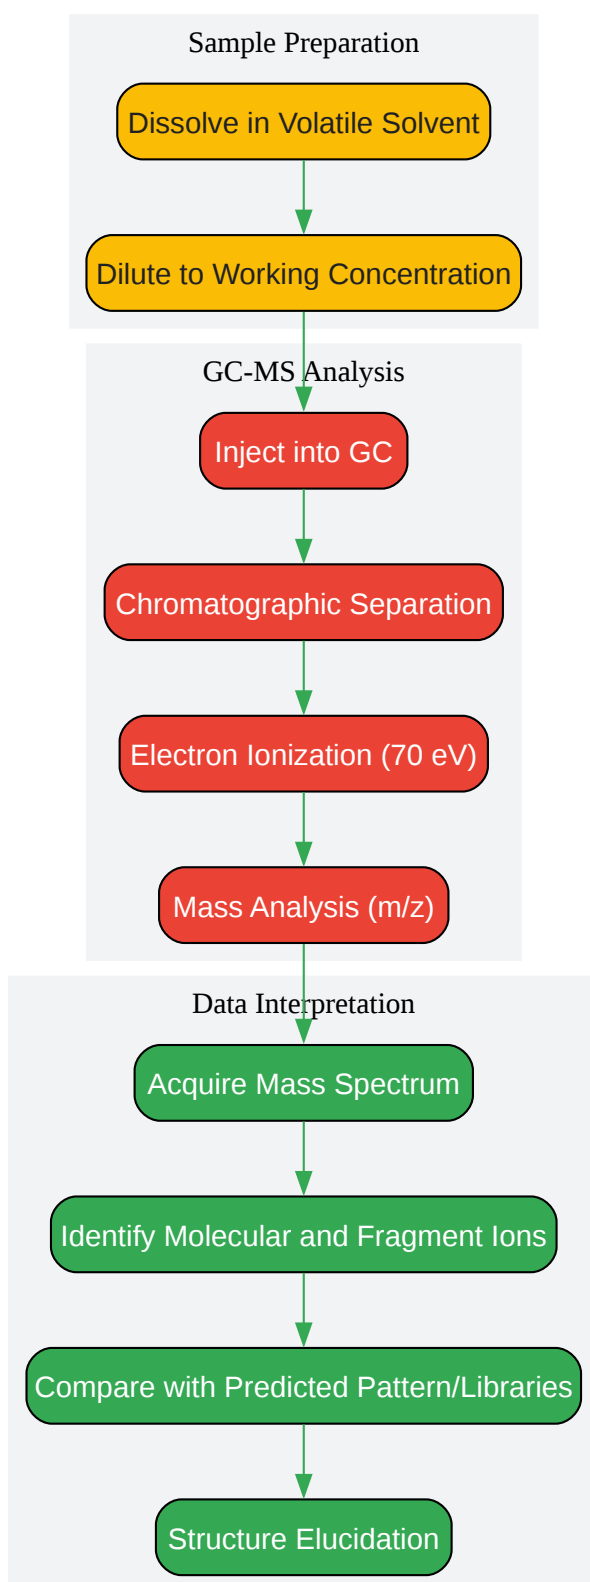 Sample Preparation
Dissolve in Volatile Solvent
Dilute to Working Concentration
GC-MS Analysis
Inject into GC
Chromatographic Separation
Electron Ionization (70 eV)
Mass Analysis (m/z)
Data Interpretation
Acquire Mass Spectrum
Identify Molecular and Fragment Ions
Compare with Predicted Pattern/Libraries
Structure Elucidation